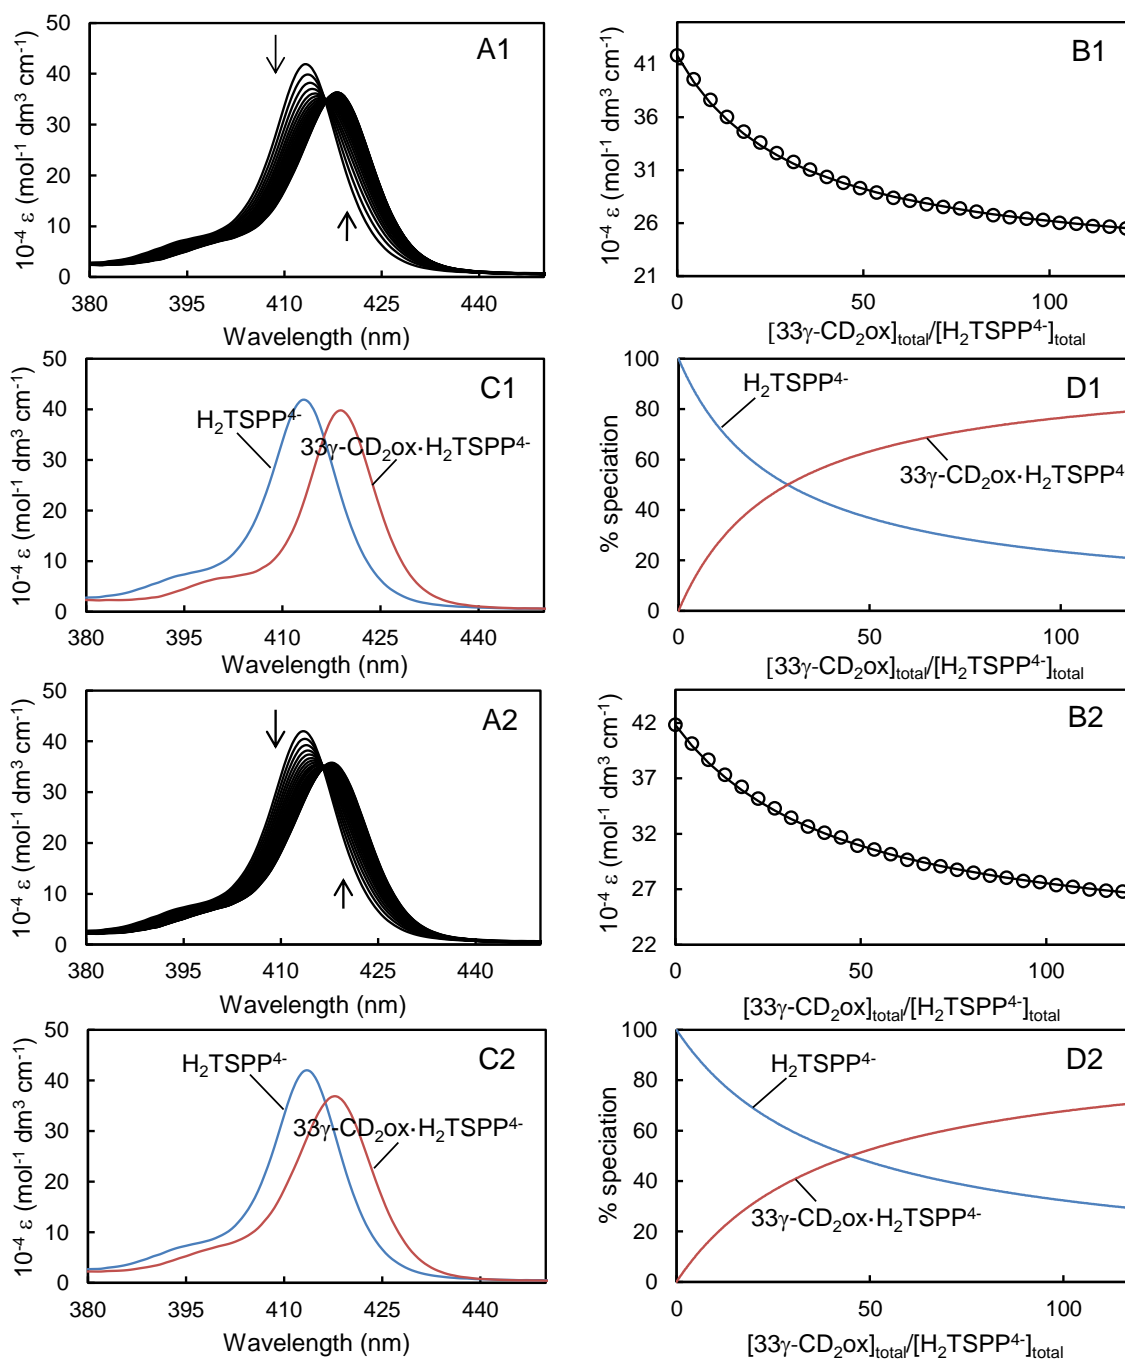 A1
50
40
30
20
10
0
10⁻⁴ ε (mol⁻¹ dm³ cm⁻¹)
380 395 410 425 440
Wavelength (nm)
B1
41
36
31
26
21
10⁻⁴ ε (mol⁻¹ dm³ cm⁻¹)
0 50 100
[33γ-CD₂ox]total/[H₂TSPP⁴⁻]total
C1
50
40
30
20
10
0
10⁻⁴ ε (mol⁻¹ dm³ cm⁻¹)
H₂TSPP⁴⁻
33γ-CD₂ox·H₂TSPP⁴⁻
380 395 410 425 440
Wavelength (nm)
D1
100
80
60
40
20
0
% speciation
H₂TSPP⁴⁻
33γ-CD₂ox·H₂TSPP⁴
0 50 100
[33γ-CD₂ox]total/[H₂TSPP⁴⁻]total
A2
50
40
30
20
10
0
10⁻⁴ ε (mol⁻¹ dm³ cm⁻¹)
380 395 410 425 440
Wavelength (nm)
B2
42
37
32
27
22
10⁻⁴ ε (mol⁻¹ dm³ cm⁻¹)
0 50 100
[33γ-CD₂ox]total/[H₂TSPP⁴⁻]total
C2
50
40
30
20
10
0
10⁻⁴ ε (mol⁻¹ dm³ cm⁻¹)
H₂TSPP⁴⁻
33γ-CD₂ox·H₂TSPP⁴⁻
380 395 410 425 440
Wavelength (nm)
D2
100
80
60
40
20
0
% speciation
H₂TSPP⁴⁻
33γ-CD₂ox·H₂TSPP⁴⁻
0 50 100
[33γ-CD₂ox]total/[H₂TSPP⁴⁻]total